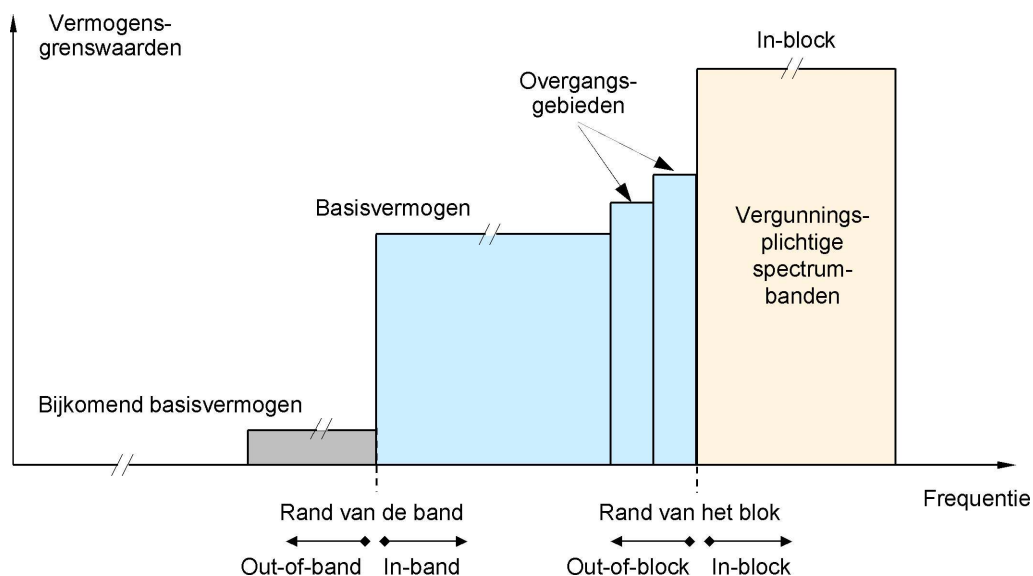 Vermogens-
grenswaarden
In-block
Overgangs-
gebieden
Basisvermogen
Vergunnings-
plichtige
spectrum-
banden
Bijkomend basisvermogen
Frequentie
Rand van de band
Rand van het blok
Out-of-band
In-band
Out-of-block
In-block